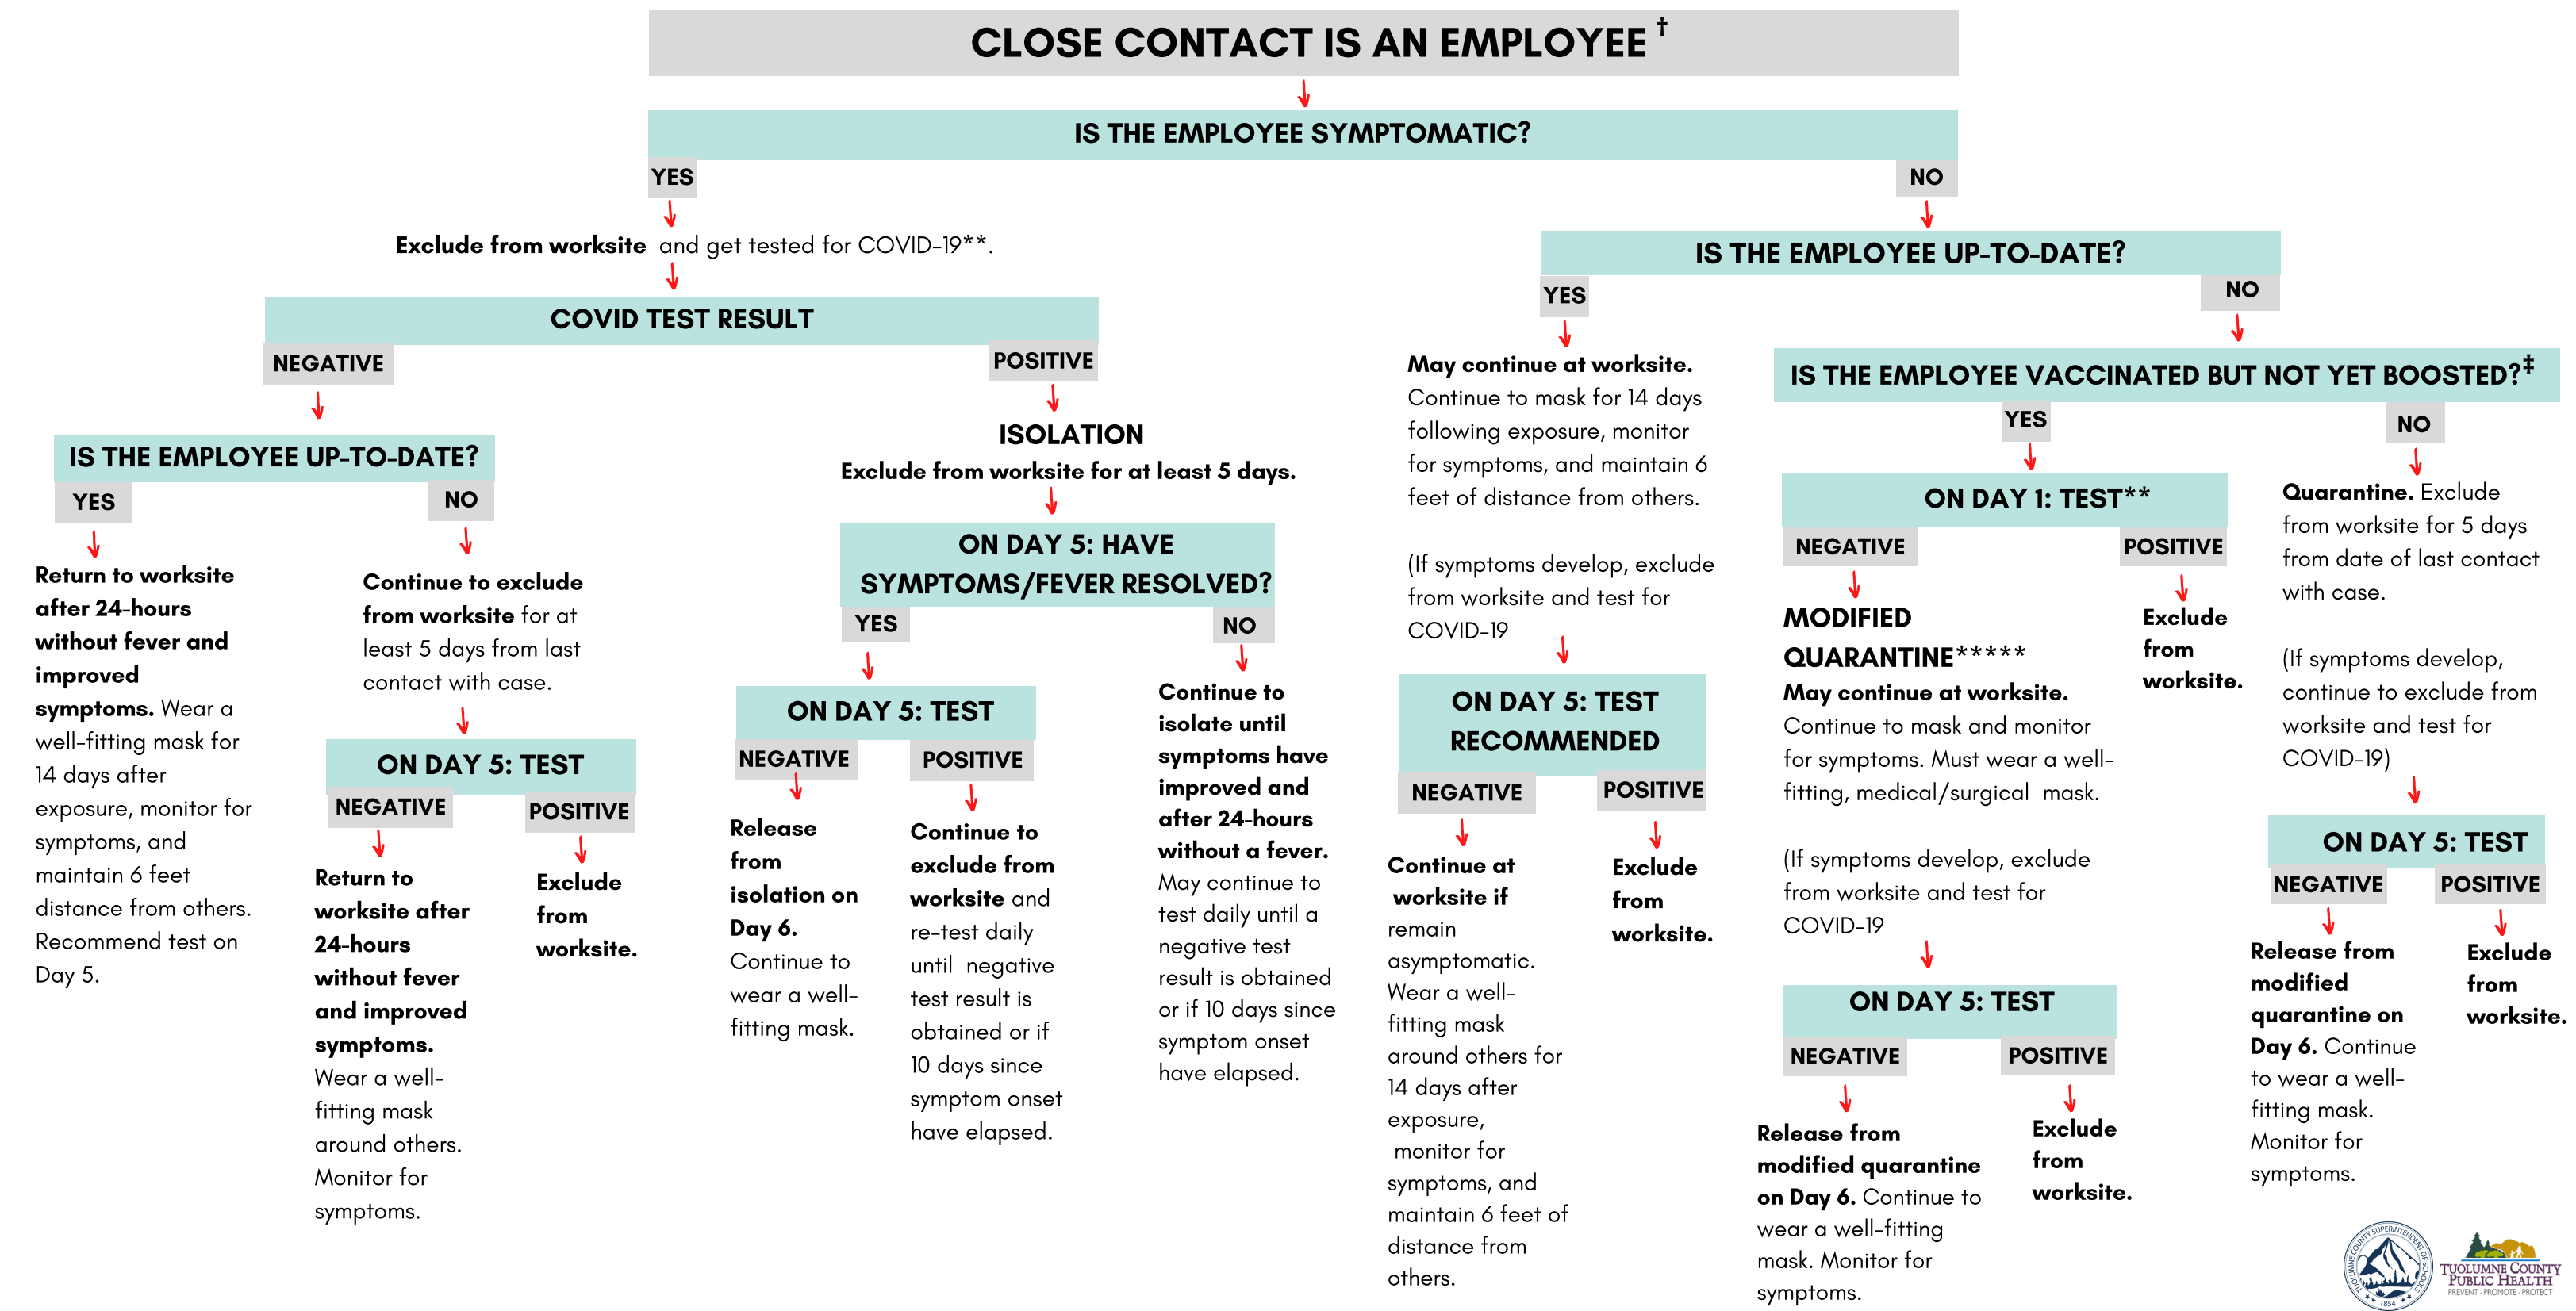 CLOSE CONTACT IS AN EMPLOYEE †
IS THE EMPLOYEE SYMPTOMATIC?
YES
NO
Exclude from worksite and get tested for COVID-19**.
COVID TEST RESULT
NEGATIVE
POSITIVE
IS THE EMPLOYEE UP-TO-DATE?
YES
NO
Return to worksite
after 24-hours
without fever and
improved
symptoms. Wear a
well-fitting mask for
14 days after
exposure, monitor for
symptoms, and
maintain 6 feet
distance from others.
Recommend test on
Day 5.
Continue to exclude
from worksite for at
least 5 days from last
contact with case.
ON DAY 5: TEST
NEGATIVE
POSITIVE
Return to
worksite after
24-hours
without fever
and improved
symptoms.
Wear a well-
fitting mask
around others.
Monitor for
symptoms.
Exclude
from
worksite.
ISOLATION
Exclude from worksite for at least 5 days.
ON DAY 5: HAVE
SYMPTOMS/FEVER RESOLVED?
YES
NO
ON DAY 5: TEST
NEGATIVE
POSITIVE
Release
from
isolation on
Day 6.
Continue to
wear a well-
fitting mask.
Continue to
exclude from
worksite and
re-test daily
until negative
test result is
obtained or if
10 days since
symptom onset
have elapsed.
Continue to
isolate until
symptoms have
improved and
after 24-hours
without a fever.
May continue to
test daily until a
negative test
result is obtained
or if 10 days since
symptom onset
have elapsed.
IS THE EMPLOYEE UP-TO-DATE?
YES
NO
May continue at worksite.
Continue to mask for 14 days
following exposure, monitor
for symptoms, and maintain 6
feet of distance from others.
(If symptoms develop, exclude
from worksite and test for
COVID-19
ON DAY 5: TEST
RECOMMENDED
NEGATIVE
POSITIVE
Continue at
worksite if
remain
asymptomatic.
Wear a well-
fitting mask
around others for
14 days after
exposure,
monitor for
symptoms, and
maintain 6 feet of
distance from
others.
Exclude
from
worksite.
IS THE EMPLOYEE VACCINATED BUT NOT YET BOOSTED?‡
YES
NO
ON DAY 1: TEST**
NEGATIVE
POSITIVE
MODIFIED
QUARANTINE*****
May continue at worksite.
Continue to mask and monitor
for symptoms. Must wear a well-
fitting, medical/surgical mask.
(If symptoms develop, exclude
from worksite and test for
COVID-19
Exclude
from
worksite.
ON DAY 5: TEST
NEGATIVE
POSITIVE
Release from
modified quarantine
on Day 6. Continue to
wear a well-fitting
mask. Monitor for
symptoms.
Exclude
from
worksite.
Quarantine. Exclude
from worksite for 5 days
from date of last contact
with case.
(If symptoms develop,
continue to exclude from
worksite and test for
COVID-19)
ON DAY 5: TEST
NEGATIVE
POSITIVE
Release from
modified
quarantine on
Day 6. Continue
to wear a well-
fitting mask.
Monitor for
symptoms.
Exclude
from
worksite.
TUOLUMNE COUNTY SUPERINTENDENT OF SCHOOLS
1854
TUOLUMNE COUNTY
PUBLIC HEALTH
PREVENT · PROMOTE · PROTECT